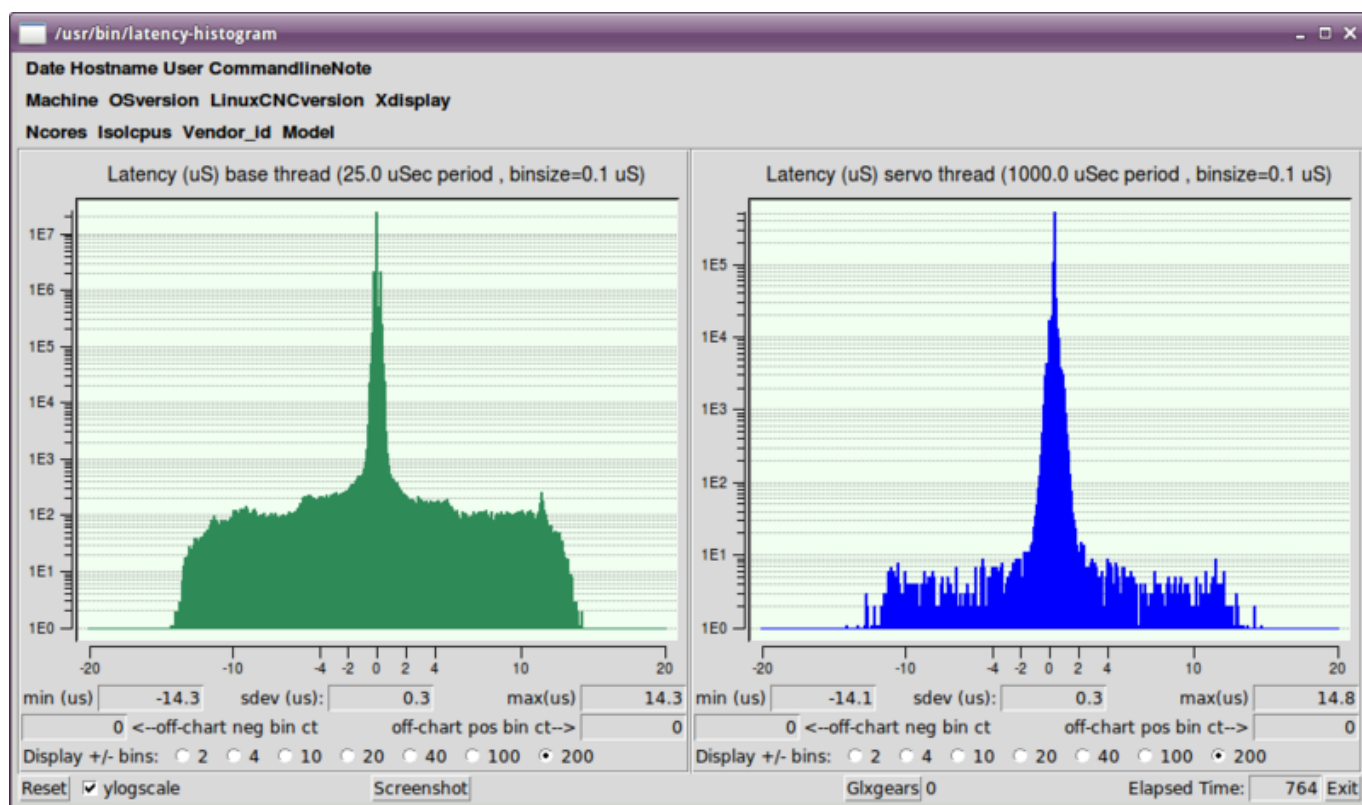 /usr/bin/latency-histogram
Date Hostname User CommandlineNote
Machine OSversion LinuxCNCversion Xdisplay
Ncores Isolcpus Vendor_id Model
Latency (uS) base thread (25.0 uSec period , binsize=0.1 uS)
1E7
1E6
1E5
1E4
1E3
1E2
1E1
1E0
-20 -10 -4 -2 0 2 4 10 20
min (us) -14.3 sdev (us): 0.3 max(us) 14.3
0 <--off-chart neg bin ct off-chart pos bin ct--> 0
Display +/- bins: 2 4 10 20 40 100 200
Latency (uS) servo thread (1000.0 uSec period , binsize=0.1 uS)
1E5
1E4
1E3
1E2
1E1
1E0
-20 -10 -4 -2 0 2 4 10 20
min (us) -14.1 sdev (us): 0.3 max(us) 14.8
0 <--off-chart neg bin ct off-chart pos bin ct--> 0
Display +/- bins: 2 4 10 20 40 100 200
Reset ylogscale Screenshot Glxgears 0 Elapsed Time: 764 Exit